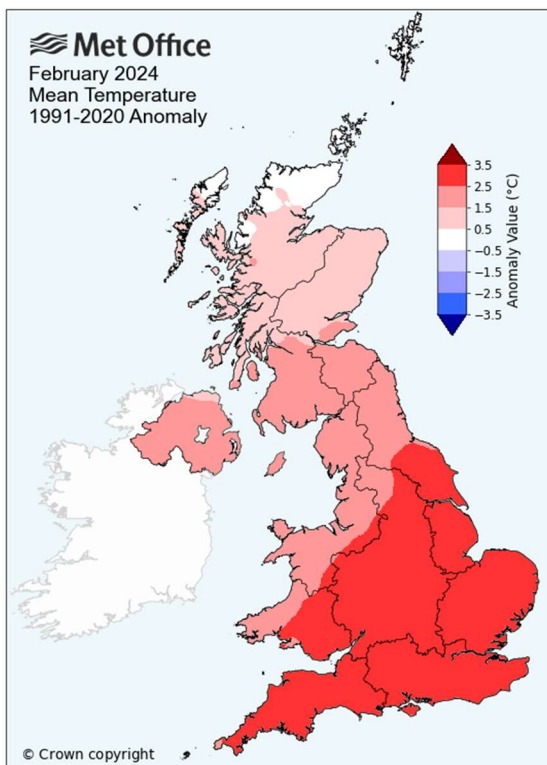 Met Office
February 2024
Mean Temperature
1991-2020 Anomaly
3.5
2.5
1.5
0.5
−0.5
−1.5
−2.5
−3.5
Anomaly Value (°C)
© Crown copyright